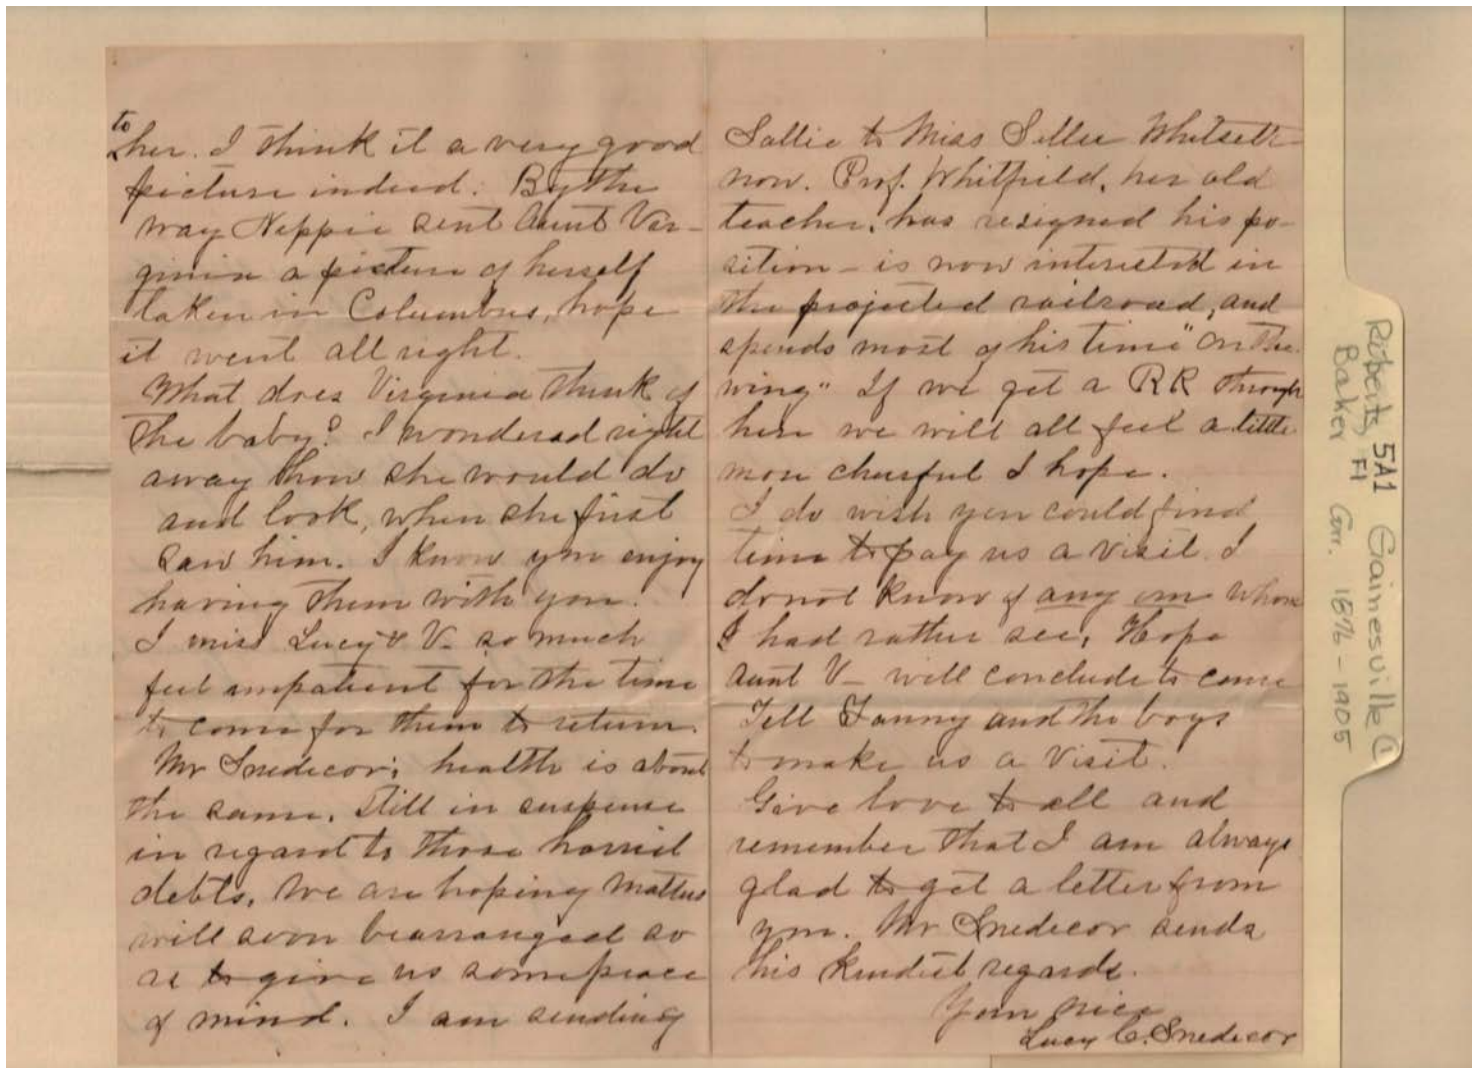 to
her. I think it a very good
picture indeed. By the
way Neppie sent Aunt Vir-
ginia a picture of herself
taken in Columbus, hope
it went all right.
What does Virginia think of
the baby? I wondered right
away how she would do
and look, when she first
saw him. I know you enjoy
having them with you.
I miss Lucy & V. so much
feel impatient for the time
to come for them to return.
Mr Snedecor's health is about
the same. Still in suspense
in regard to those horrid
debts. We are hoping matters
will soon be arranged so
as to give us some peace
of mind. I am sending
Sallie to Miss Whitsett
now. Prof. Whitfield, her old
teacher, has resigned his po-
sition - is now interested in
the projected railroad, and
spends most of his time "on the
wing" If we get a RR through
here we will all feel a little
more cheerful I hope.
I do wish you could find
time to pay us a visit. I
do not know of any one whom
I had rather see, Hope
Aunt V- will conclude to come
Tell Fanny and the boys
to make us a visit.
Give love to all and
remember that I am always
glad to get a letter from
you. Mr Snedecor sends
his kindest regards.
Your niece
Lucy C. Snedecor
5A1 Gainesville ①
Roberts, Fl Corr. 1876-1905
Baker